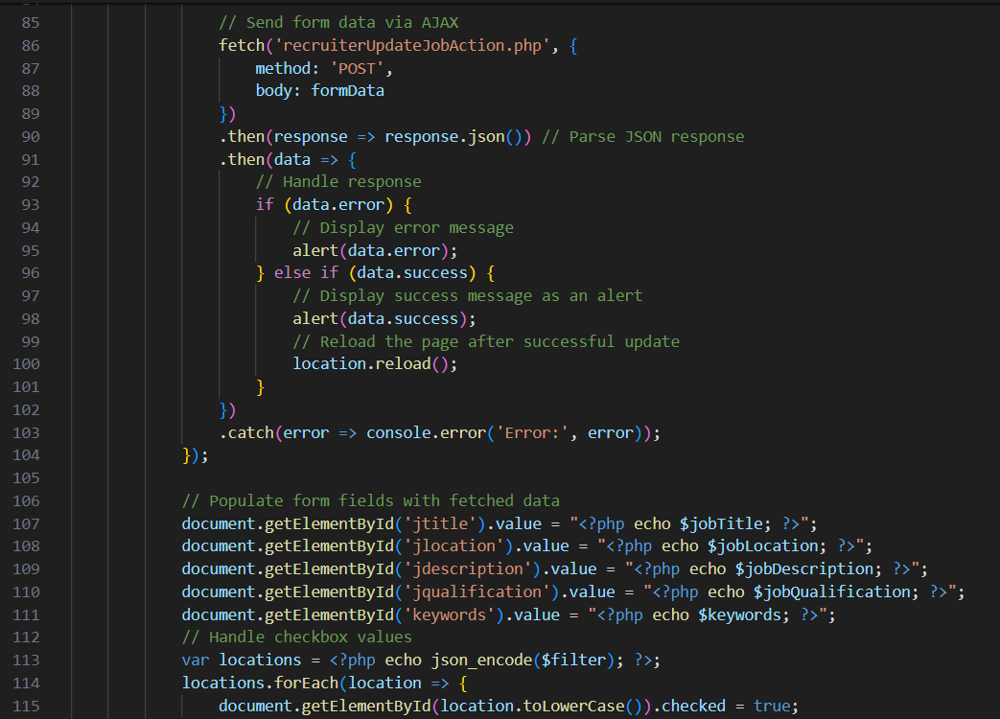 85 // Send form data via AJAX
86 fetch('recruiterUpdateJobAction.php', {
87 method: 'POST',
88 body: formData
89 })
90 .then(response => response.json()) // Parse JSON response
91 .then(data => {
92 // Handle response
93 if (data.error) {
94 // Display error message
95 alert(data.error);
96 } else if (data.success) {
97 // Display success message as an alert
98 alert(data.success);
99 // Reload the page after successful update
100 location.reload();
101 }
102 })
103 .catch(error => console.error('Error:', error));
104 });
105
106 // Populate form fields with fetched data
107 document.getElementById('jtitle').value = "<?php echo $jobTitle; ?>";
108 document.getElementById('jlocation').value = "<?php echo $jobLocation; ?>";
109 document.getElementById('jdescription').value = "<?php echo $jobDescription; ?>";
110 document.getElementById('jqualification').value = "<?php echo $jobQualification; ?>";
111 document.getElementById('keywords').value = "<?php echo $keywords; ?>";
112 // Handle checkbox values
113 var locations = <?php echo json_encode($filter); ?>;
114 locations.forEach(location => {
115 document.getElementById(location.toLowerCase()).checked = true;